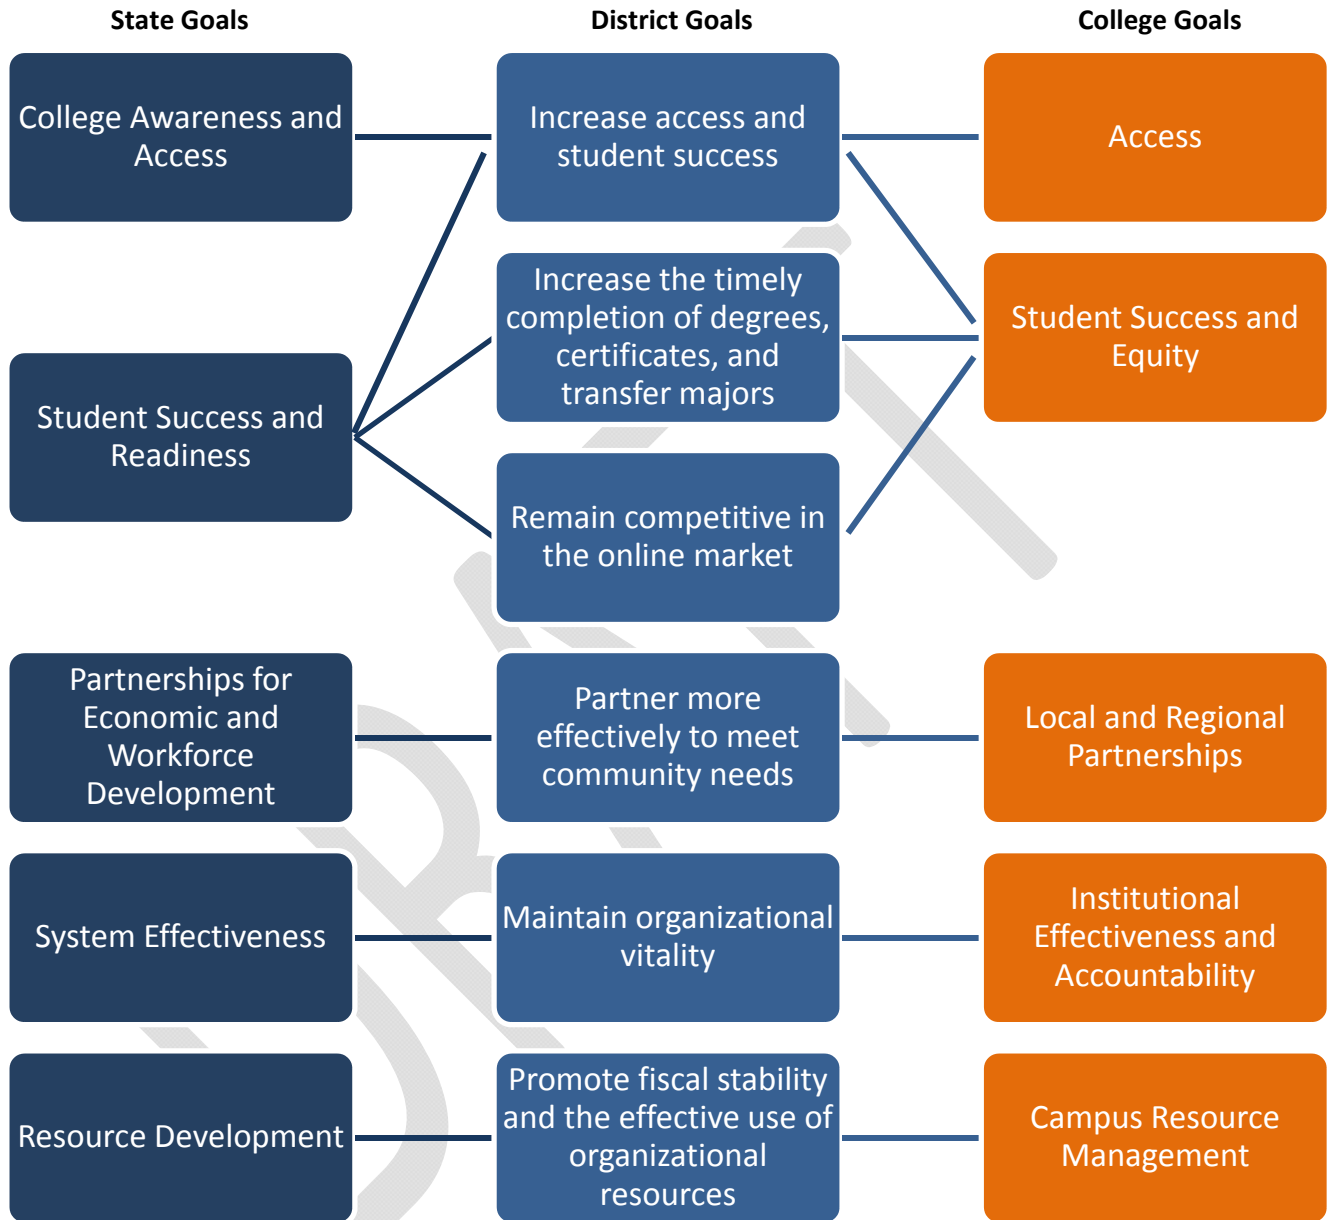 State Goals
District Goals
College Goals
College Awareness and
Access
Increase access and
student success
Access
Increase the timely
completion of degrees,
certificates, and
transfer majors
Student Success and
Equity
Student Success and
Readiness
Remain competitive in
the online market
Partnerships for
Economic and
Workforce
Development
Partner more
effectively to meet
community needs
Local and Regional
Partnerships
System Effectiveness
Maintain organizational
vitality
Institutional
Effectiveness and
Accountability
Resource Development
Promote fiscal stability
and the effective use of
organizational
resources
Campus Resource
Management